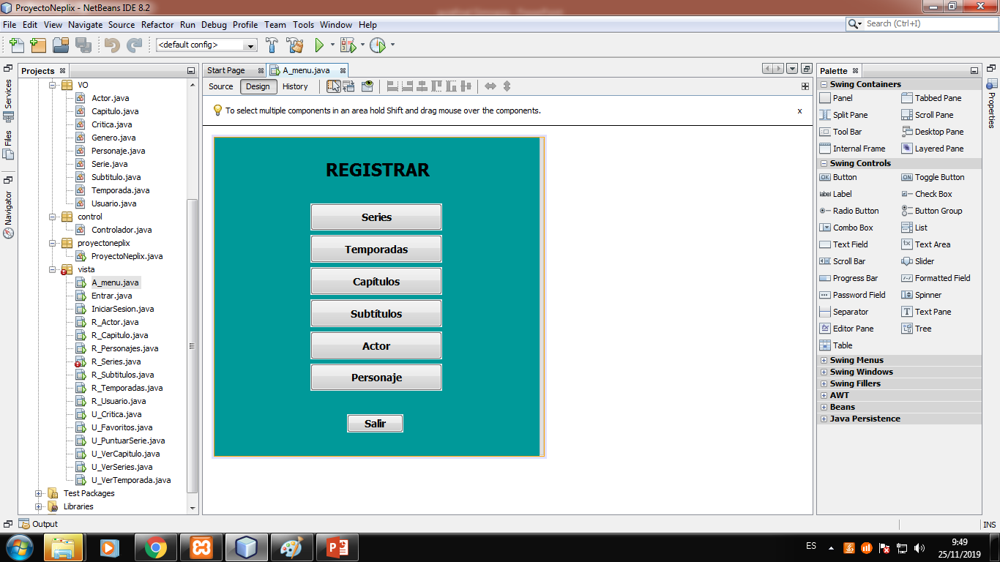 ProyectoNeplix - NetBeans IDE 8.2
File Edit View Navigate Source Refactor Run Debug Profile Team Tools Window Help
Search (Ctrl+I)
<default config>
Services
Files
Navigator
Projects
VO
Actor.java
Capitulo.java
Critica.java
Genero.java
Personaje.java
Serie.java
Subtitulo.java
Temporada.java
Usuario.java
control
Controlador.java
proyectoneplix
ProyectoNeplix.java
vista
A_menu.java
Entrar.java
IniciarSesion.java
R_Actor.java
R_Capitulo.java
R_Personajes.java
R_Series.java
R_Subtitulos.java
R_Temporadas.java
R_Usuario.java
U_Critica.java
U_Favoritos.java
U_PuntuarSerie.java
U_VerCapitulo.java
U_VerSeries.java
U_VerTemporada.java
Test Packages
Libraries
Start Page A_menu.java
Source Design History
To select multiple components in an area hold Shift and drag mouse over the components. x
REGISTRAR
Series
Temporadas
Capítulos
Subtítulos
Actor
Personaje
Salir
Palette
Swing Containers
Panel Tabbed Pane
Split Pane Scroll Pane
Tool Bar Desktop Pane
Internal Frame Layered Pane
Swing Controls
OK Button ON Toggle Button
label Label Check Box
Radio Button Button Group
Combo Box List
Text Field Text Area
Scroll Bar Slider
Progress Bar Formatted Field
Password Field Spinner
Separator Text Pane
Editor Pane Tree
Table
Swing Menus
Swing Windows
Swing Fillers
AWT
Beans
Java Persistence
Properties
Output
INS
ES
9:49
25/11/2019